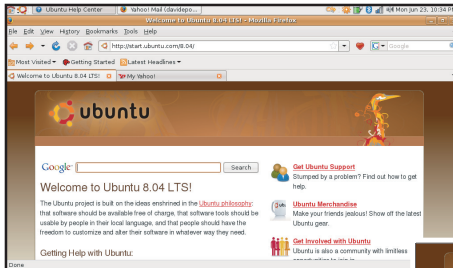 Ubuntu Help Center
Yahoo! Mail (davidepo...
Mon Jun 23, 10:34 P
Welcome to Ubuntu 8.04 LTS! - Mozilla Firefox
File Edit View History Bookmarks Tools Help
http://start.ubuntu.com/8.04/
Google
Most Visited Getting Started Latest Headlines
Welcome to Ubuntu 8.04 LTS!
My Yahoo!
ubuntu
Google
Search
Welcome to Ubuntu 8.04 LTS!
The Ubuntu project is built on the ideas enshrined in the Ubuntu philosophy:
that software should be available free of charge, that software tools should be
usable by people in their local language, and that people should have the
freedom to customize and alter their software in whatever way they need.
Getting Help with Ubuntu:
Get Ubuntu Support
Stumped by a problem? Find out how to get
help.
Ubuntu Merchandise
Make your friends jealous! Show off the latest
Ubuntu gear.
Get Involved with Ubuntu
Ubuntu is also a community with limitless
opportunities to join in
Done